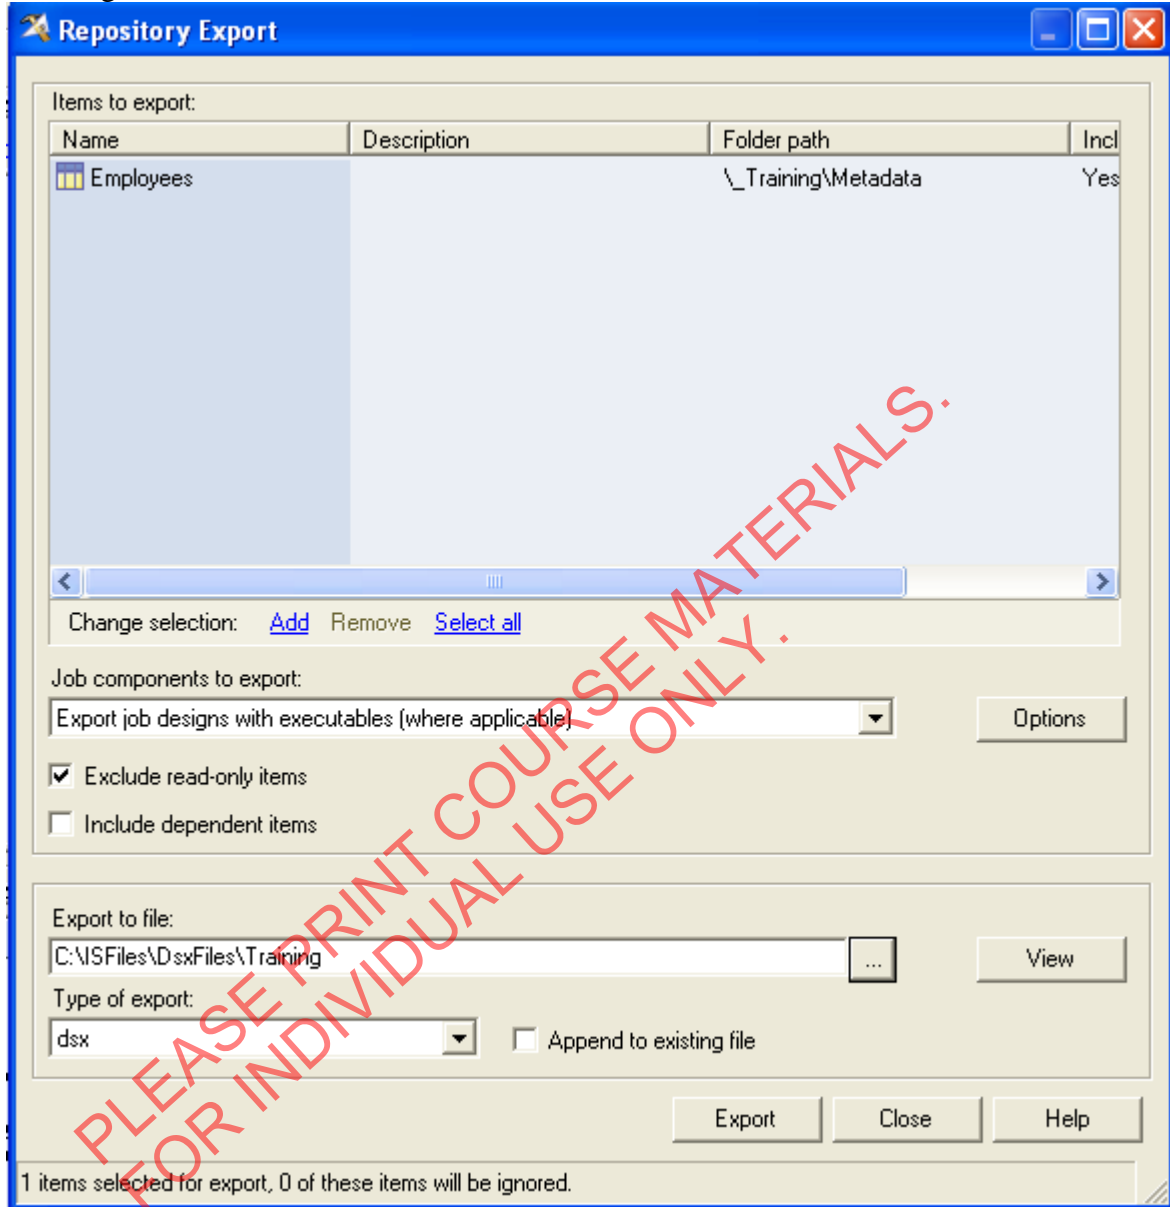 Repository Export
Items to export:
Name Description Folder path Incl
Employees \_Training\Metadata Yes
Change selection: Add Remove Select all
Job components to export:
Export job designs with executables (where applicable) Options
Exclude read-only items
Include dependent items
Export to file:
C:\ISFiles\DsxFiles\Training ... View
Type of export:
dsx Append to existing file
Export Close Help
1 items selected for export, 0 of these items will be ignored.
PLEASE PRINT COURSE MATERIALS.
FOR INDIVIDUAL USE ONLY.